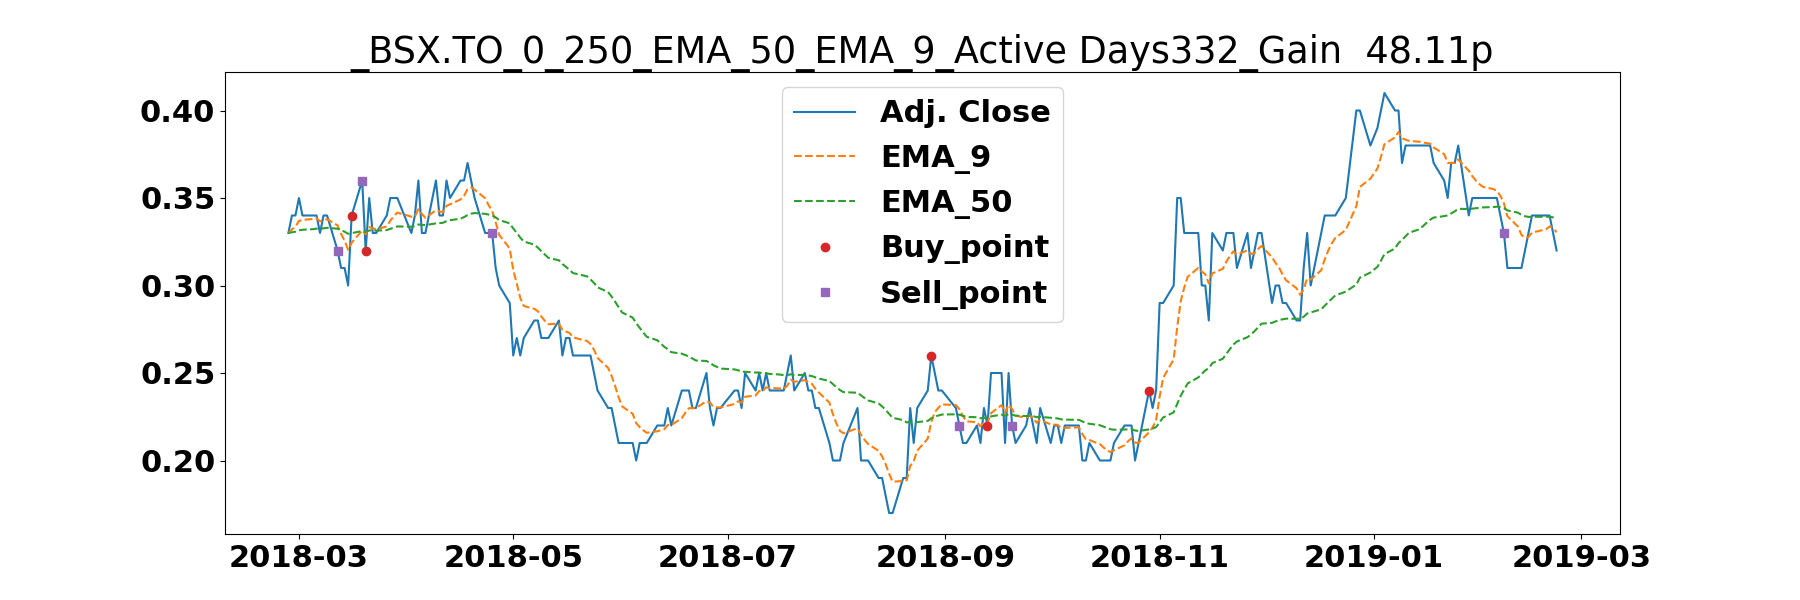 _BSX.TO_0_250_EMA_50_EMA_9_Active Days332_Gain  48.11p
0.40
0.35
0.30
0.25
0.20
Adj. Close
EMA_9
EMA_50
Buy_point
Sell_point
2018-03 2018-05 2018-07 2018-09 2018-11 2019-01 2019-03